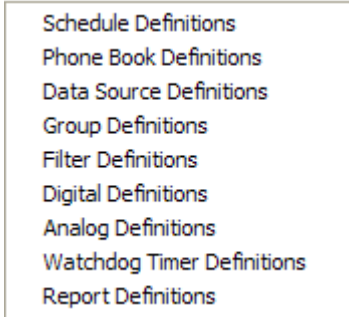 Schedule Definitions
Phone Book Definitions
Data Source Definitions
Group Definitions
Filter Definitions
Digital Definitions
Analog Definitions
Watchdog Timer Definitions
Report Definitions